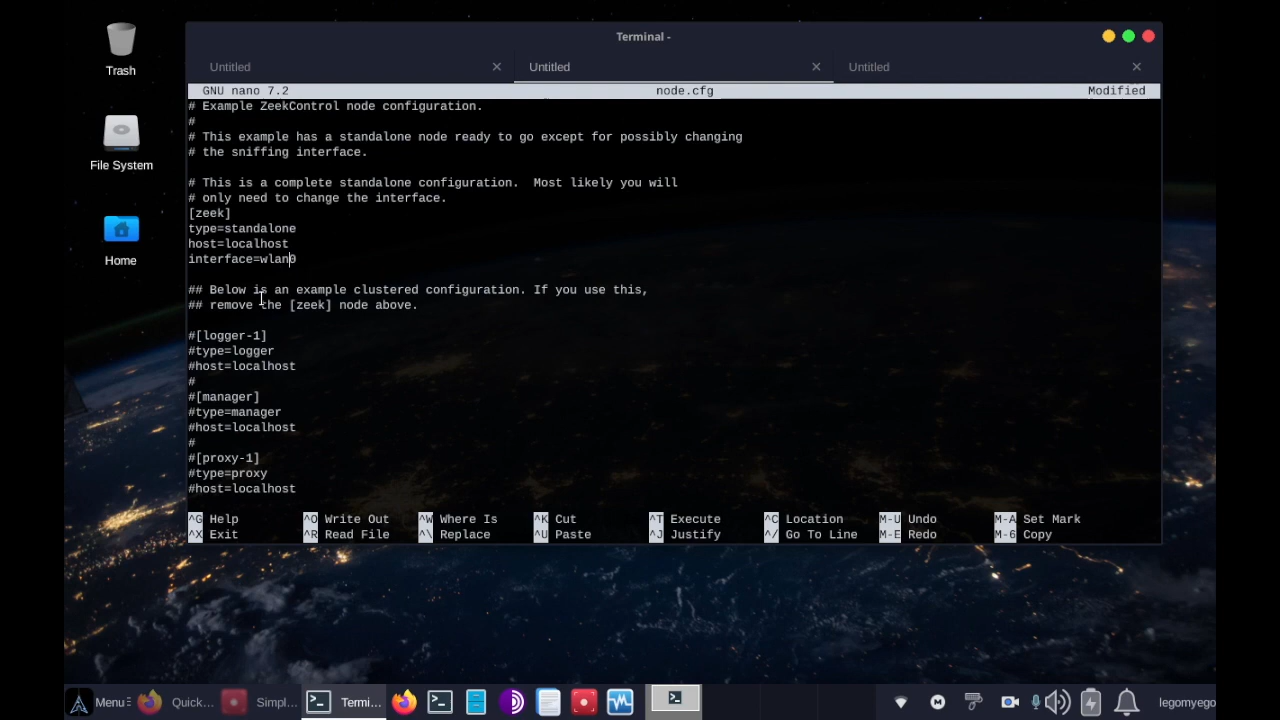 Trash
File System
Home
Terminal -
Untitled
Untitled
Untitled
GNU nano 7.2 node.cfg Modified
# Example ZeekControl node configuration.
#
# This example has a standalone node ready to go except for possibly changing
# the sniffing interface.
# This is a complete standalone configuration.  Most likely you will
# only need to change the interface.
[zeek]
type=standalone
host=localhost
interface=wlan0
## Below is an example clustered configuration. If you use this,
## remove the [zeek] node above.
#[logger-1]
#type=logger
#host=localhost
#
#[manager]
#type=manager
#host=localhost
#
#[proxy-1]
#type=proxy
#host=localhost
^G Help ^O Write Out ^W Where Is ^K Cut ^T Execute ^C Location M-U Undo M-A Set Mark
^X Exit ^R Read File ^\ Replace ^U Paste ^J Justify ^/ Go To Line M-E Redo M-6 Copy
Menu Quick... Simpl... Termi... legomyego